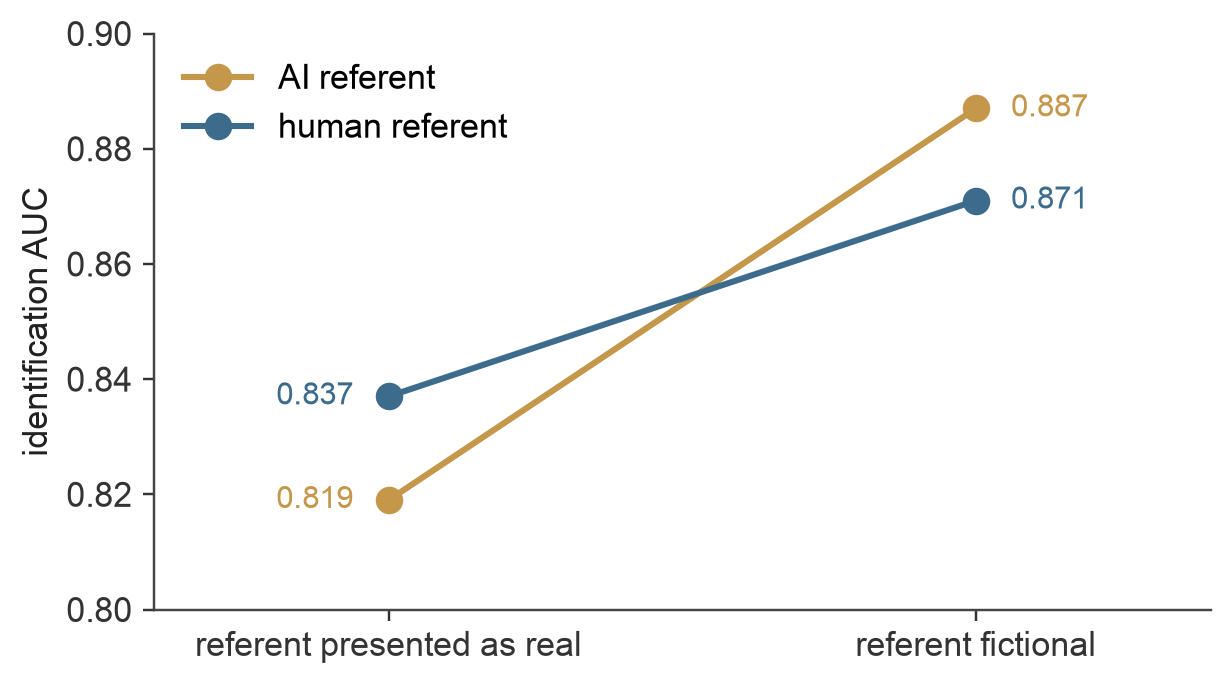 identification AUC
0.90
0.88
0.86
0.84
0.82
0.80
AI referent
human referent
0.887
0.871
0.837
0.819
referent presented as real
referent fictional